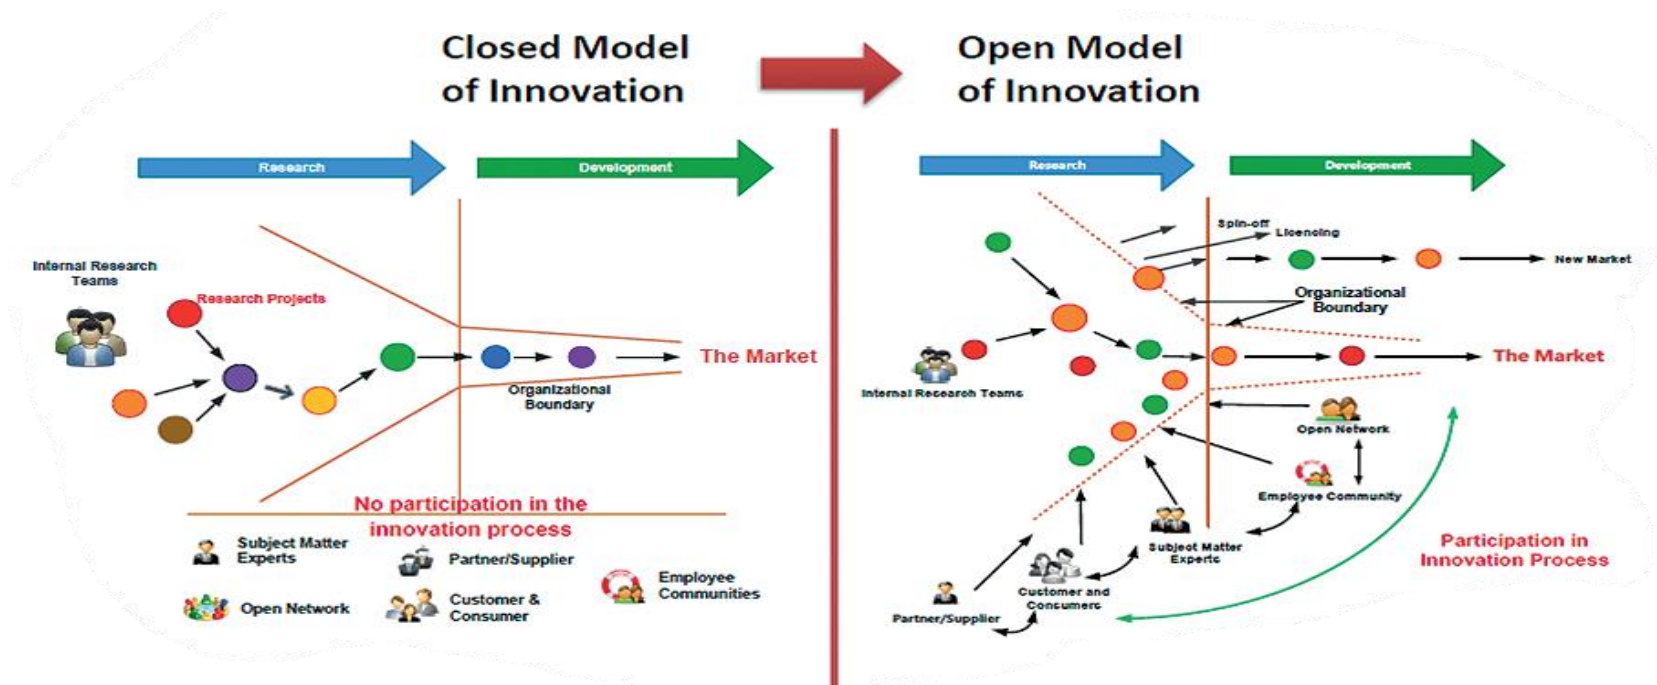 Closed Model
of Innovation
Open Model
of Innovation
Research
Development
Internal Research
Teams
Research Projects
The Market
Organizational
Boundary
No participation in the
innovation process
Subject Matter
Experts
Partner/Supplier
Employee
Communities
Open Network
Customer &
Consumer
Research
Development
Spin-off
Licencing
New Market
Organizational
Boundary
The Market
Internal Research Teams
Open Network
Employee Community
Subject Matter
Experts
Participation in
Innovation Process
Customer and
Consumers
Partner/Supplier